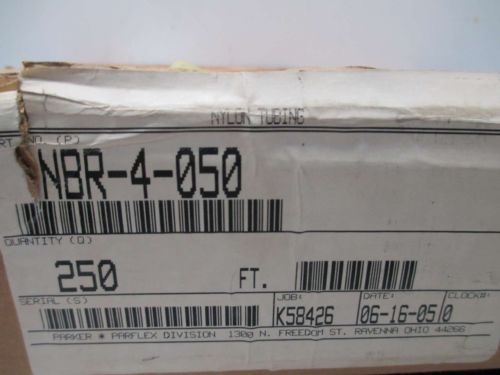 NYLON TUBING
RT NO (P)
NBR-4-050
QUANTITY (Q)
250 FT.
SERIAL (S)
JOB: DATE: CLOCK#:
K58426 06-16-05 0
PARKER * PARFLEX DIVISION 1300 N. FREEDOM ST. RAVENNA OHIO 44266